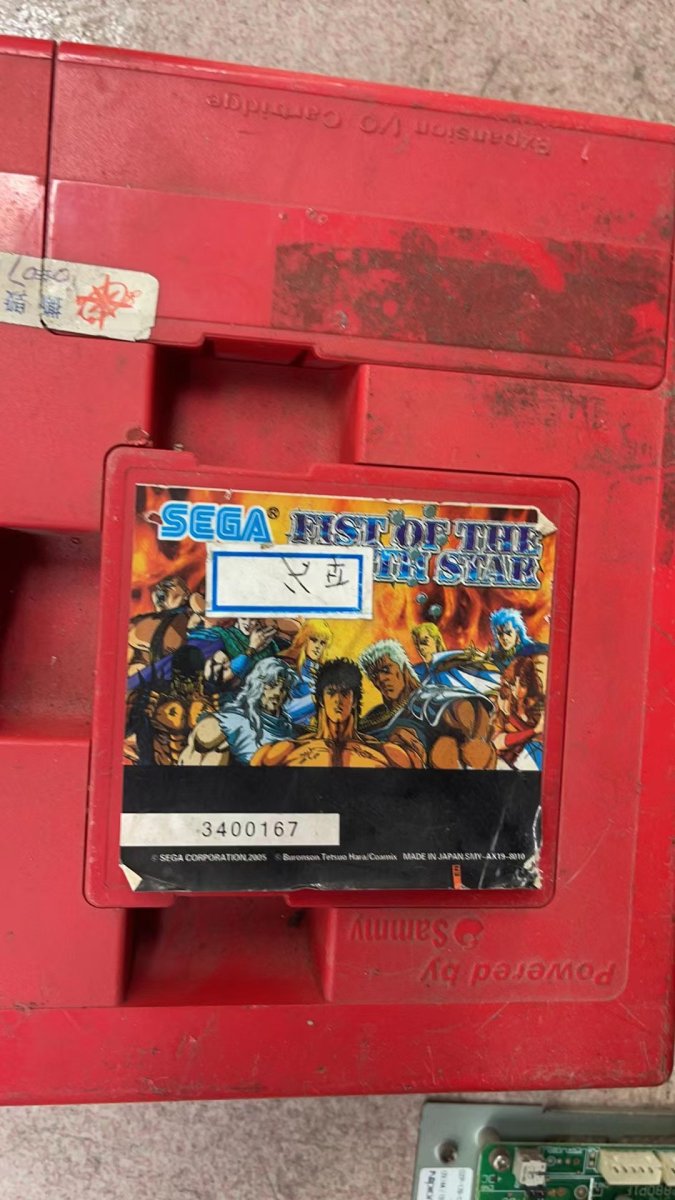 Expansion I/O Cartridge
SEGA®
FIST OF THE
TH STAR
3400167
© SEGA CORPORATION,2005 © Buronson,Tetsuo Hara/Coamix MADE IN JAPAN,SMY-AX19-8010
Powered by
Sammy